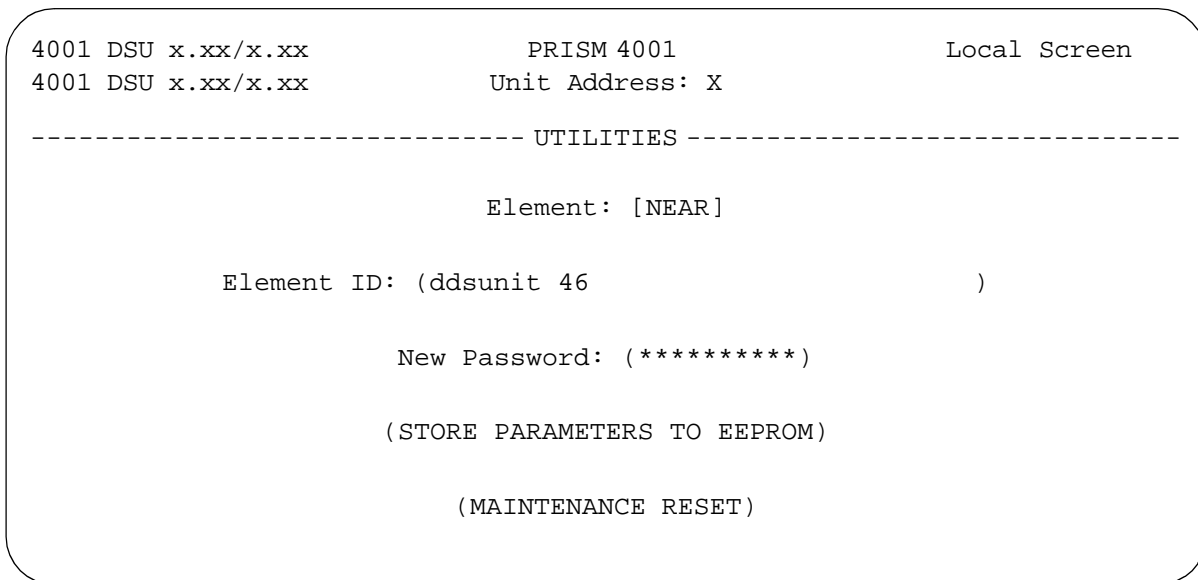 4001 DSU x.xx/x.xx PRISM 4001 Local Screen
4001 DSU x.xx/x.xx Unit Address: X
------------------------------- UTILITIES -------------------------------
Element: [NEAR]
Element ID: (ddsunit 46 )
New Password: (**********)
(STORE PARAMETERS TO EEPROM)
(MAINTENANCE RESET)